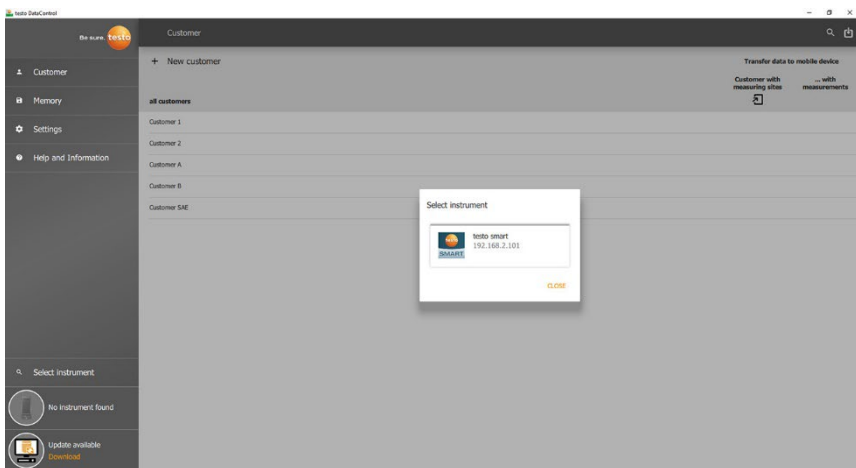 testo DataControl
Be sure. testo
Customer
Customer
Memory
Settings
Help and Information
+ New customer
Transfer data to mobile device
Customer with measuring sites
... with measurements
all customers
Customer 1
Customer 2
Customer A
Customer B
Customer SAE
Select instrument
testo smart
192.168.2.101
SMART
CLOSE
Select instrument
No instrument found
Update available
Download